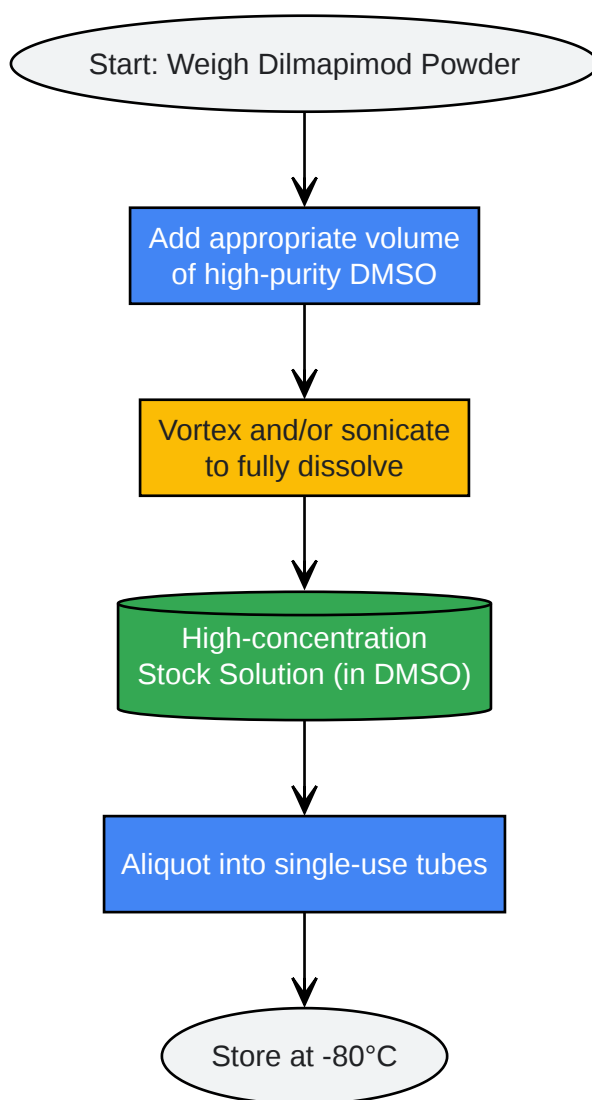 Start: Weigh Dilmapimod Powder
Add appropriate volume
of high-purity DMSO
Vortex and/or sonicate
to fully dissolve
High-concentration
Stock Solution (in DMSO)
Aliquot into single-use tubes
Store at -80°C